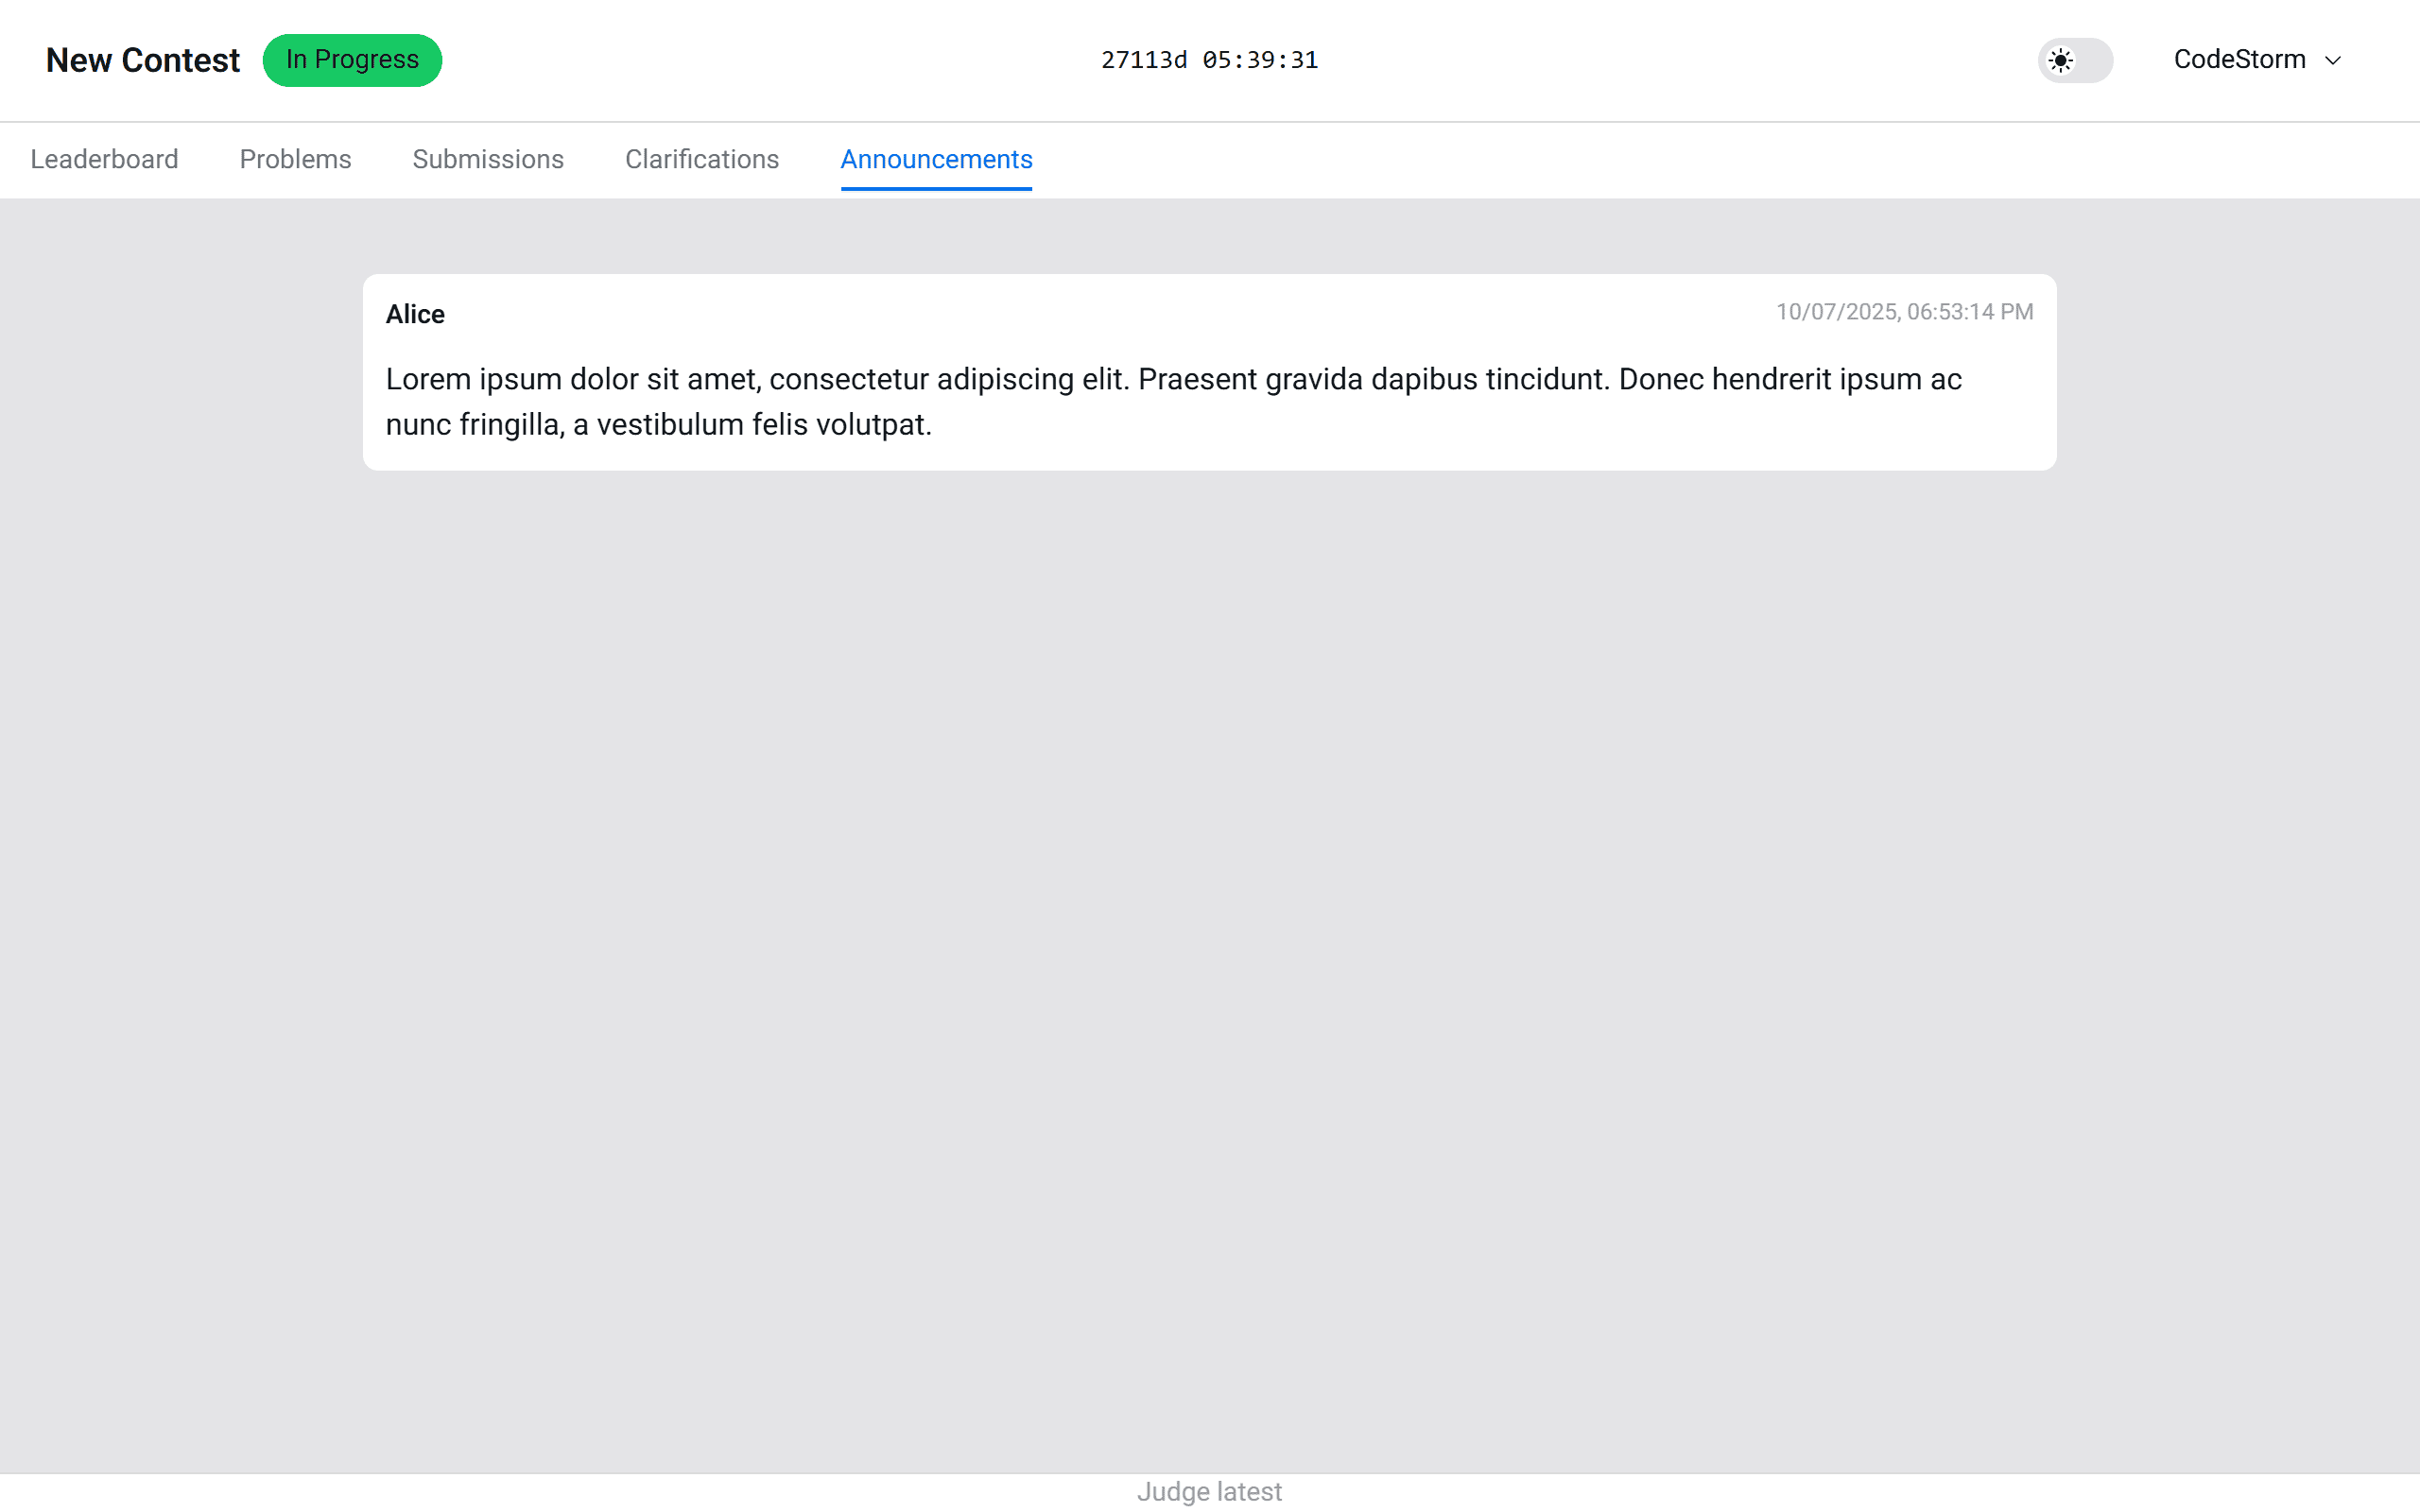 New Contest
In Progress
27113d 05:39:31
CodeStorm
Leaderboard
Problems
Submissions
Clarifications
Announcements
Alice
10/07/2025, 06:53:14 PM
Lorem ipsum dolor sit amet, consectetur adipiscing elit. Praesent gravida dapibus tincidunt. Donec hendrerit ipsum ac
nunc fringilla, a vestibulum felis volutpat.
Judge latest